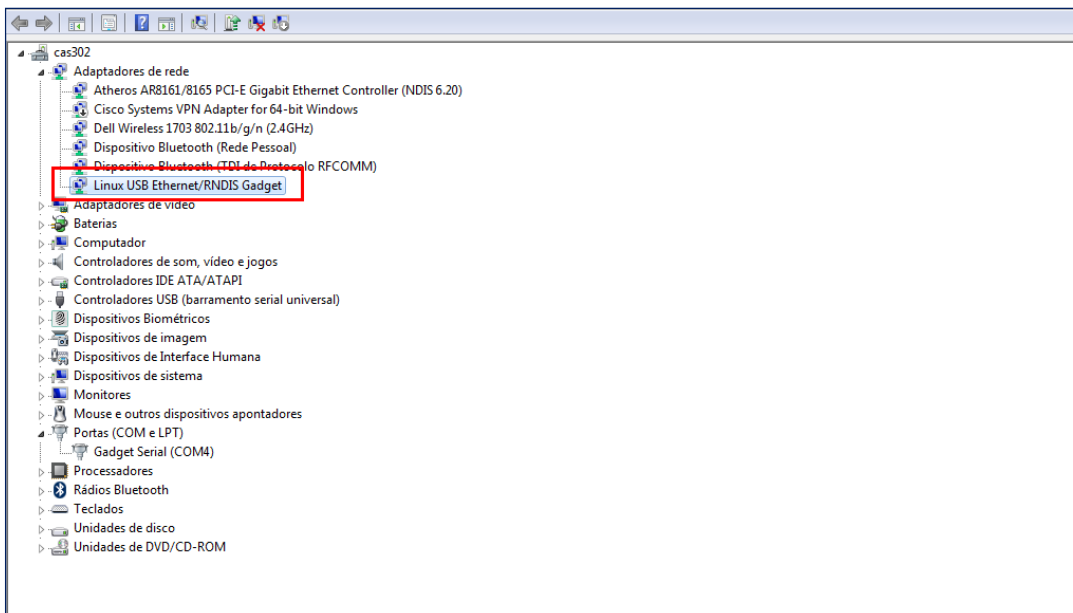 cas302
Adaptadores de rede
Atheros AR8161/8165 PCI-E Gigabit Ethernet Controller (NDIS 6.20)
Cisco Systems VPN Adapter for 64-bit Windows
Dell Wireless 1703 802.11b/g/n (2.4GHz)
Dispositivo Bluetooth (Rede Pessoal)
Dispositivo Bluetooth (TDI de Protocolo RFCOMM)
Linux USB Ethernet/RNDIS Gadget
Adaptadores de vídeo
Baterias
Computador
Controladores de som, vídeo e jogos
Controladores IDE ATA/ATAPI
Controladores USB (barramento serial universal)
Dispositivos Biométricos
Dispositivos de imagem
Dispositivos de Interface Humana
Dispositivos de sistema
Monitores
Mouse e outros dispositivos apontadores
Portas (COM e LPT)
Gadget Serial (COM4)
Processadores
Rádios Bluetooth
Teclados
Unidades de disco
Unidades de DVD/CD-ROM